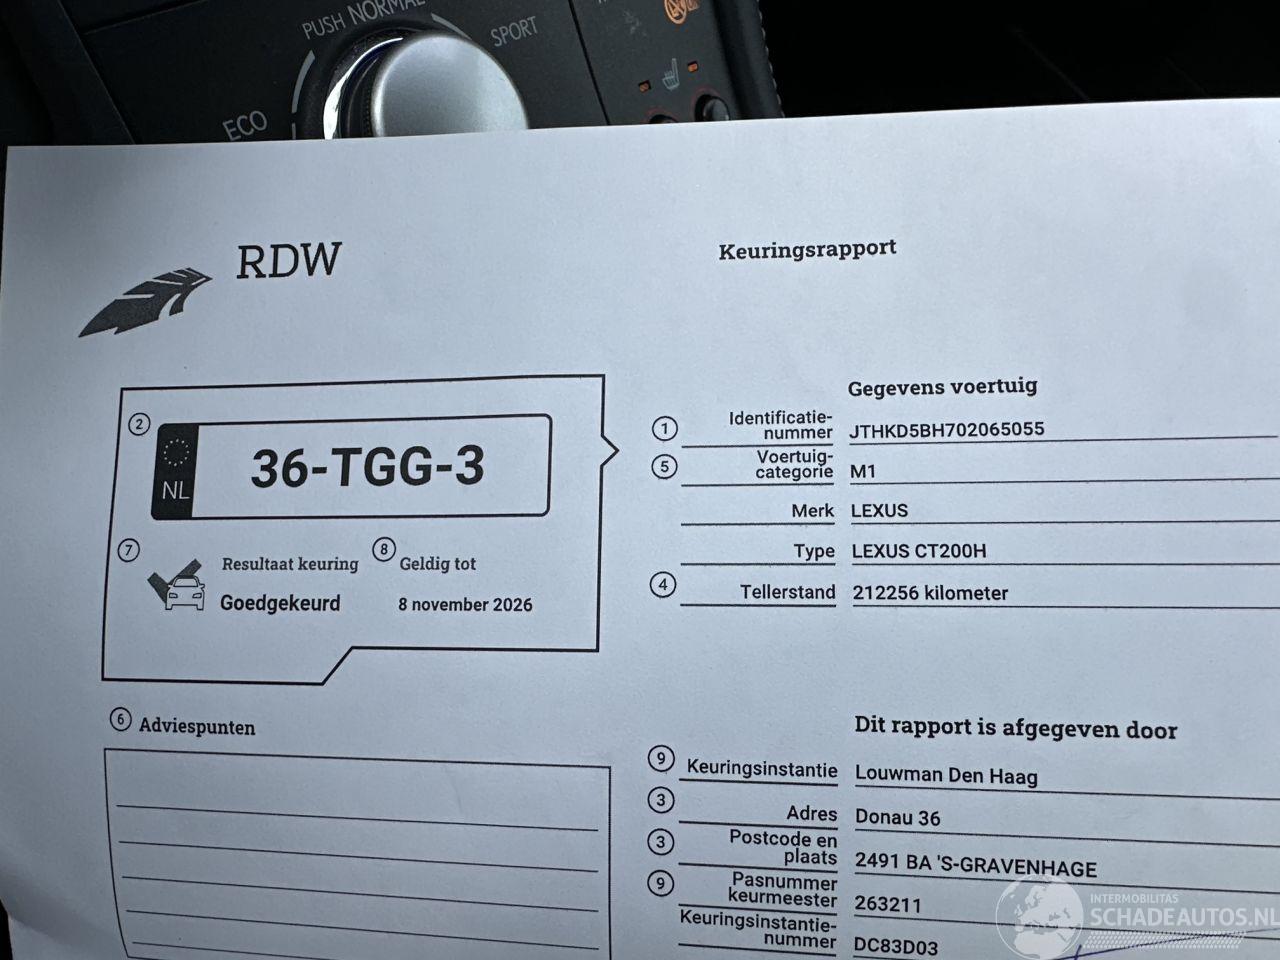 PUSH NORMAL
SPORT
ECO
RDW
Keuringsrapport
2
NL
36-TGG-3
7
Resultaat keuring
Goedgekeurd
8
Geldig tot
8 november 2026
Gegevens voertuig
1 Identificatie-
nummer JTHKD5BH702065055
5 Voertuig-
categorie M1
Merk LEXUS
Type LEXUS CT200H
4 Tellerstand 212256 kilometer
6 Adviespunten
Dit rapport is afgegeven door
9 Keuringsinstantie Louwman Den Haag
3 Adres Donau 36
3 Postcode en
plaats 2491 BA 'S-GRAVENHAGE
9 Pasnummer
keurmeester 263211
Keuringsinstantie-
nummer DC83D03
INTERMOBILITAS
SCHADEAUTOS.NL